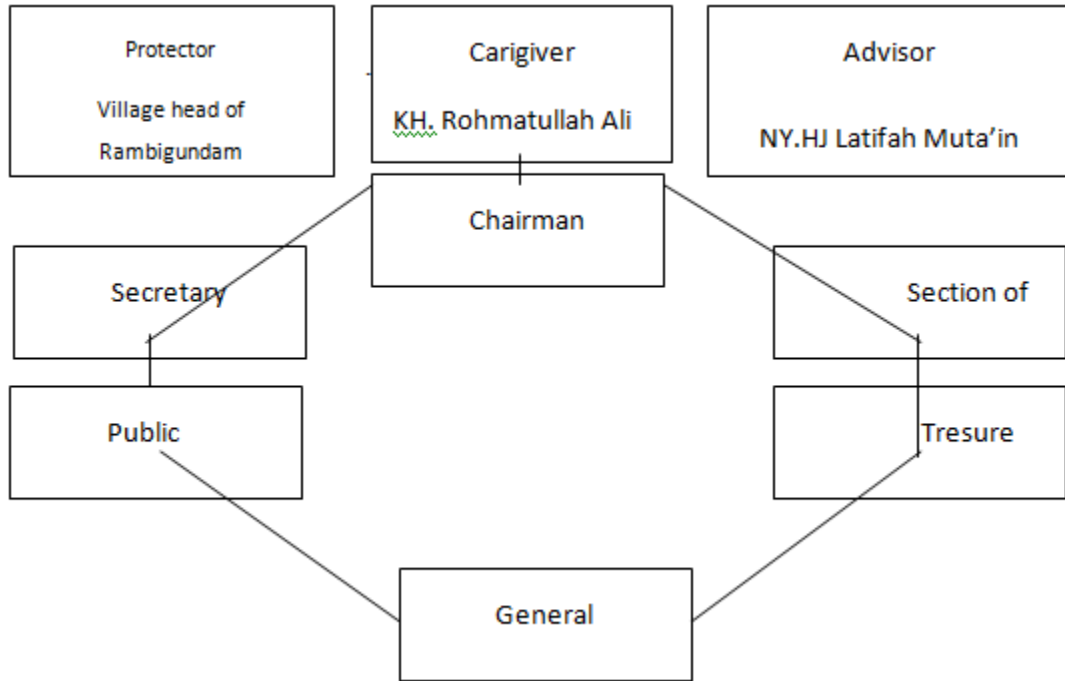 Protector
Village head of
Rambigundam
Carigiver
KH. Rohmatullah Ali
Advisor
NY.HJ Latifah Muta’in
Chairman
Secretary
Section of
Public
Tresure
General